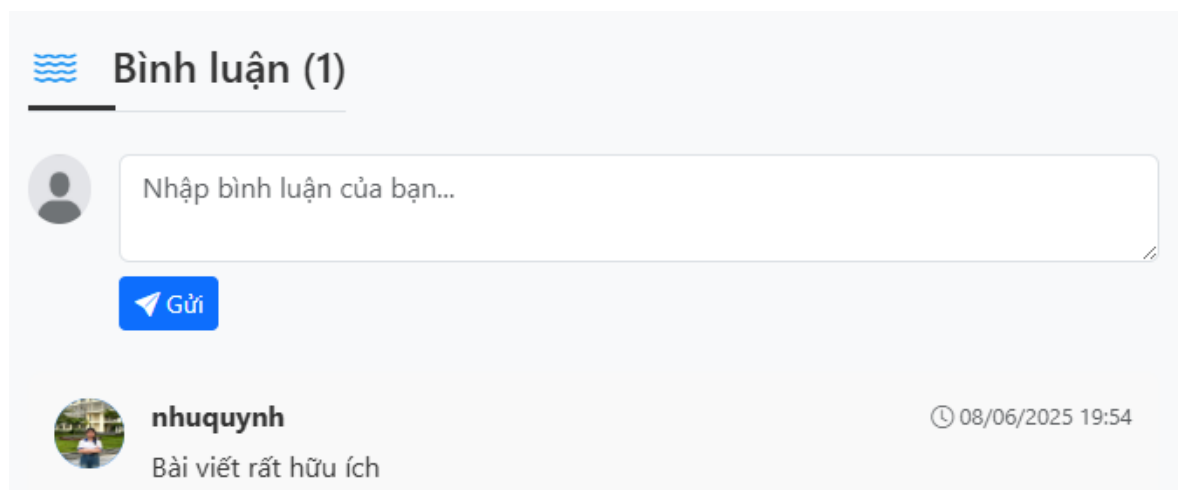 Bình luận (1)
Nhập bình luận của bạn...
Gửi
nhuquynh
08/06/2025 19:54
Bài viết rất hữu ích